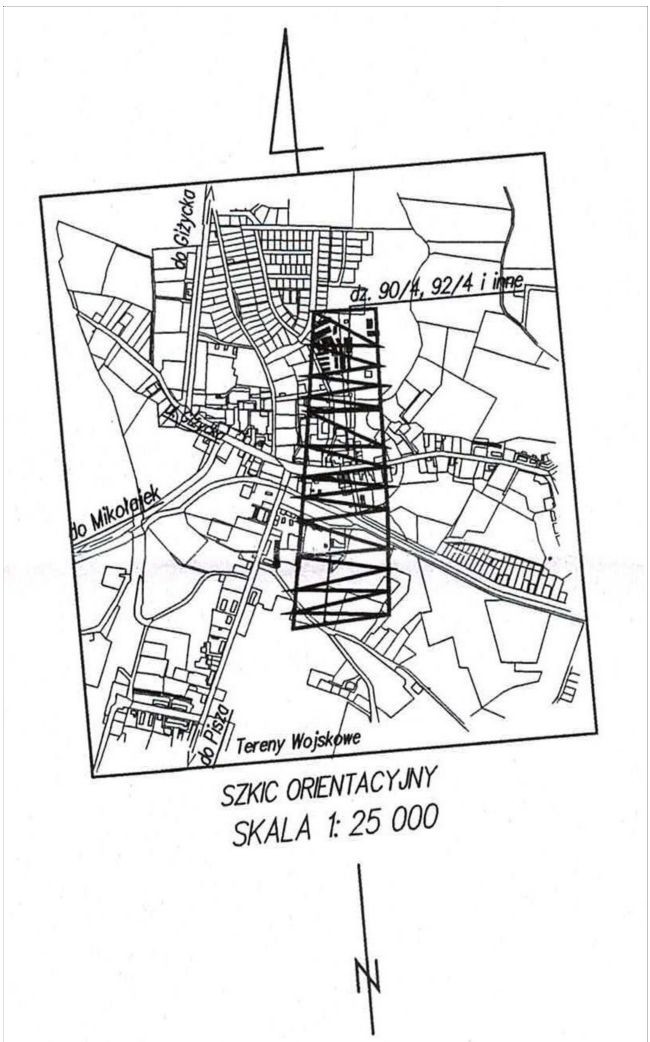 do Giżycka
dz. 90/4, 92/4 i inne
do Mikołajek
do Pisza
Tereny Wojskowe
SZKIC ORIENTACYJNY
SKALA 1: 25 000
N